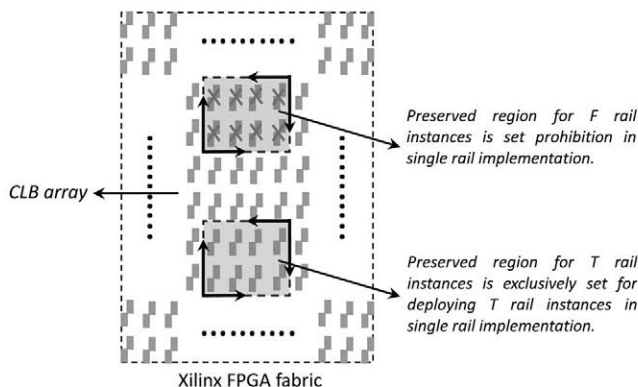 Preserved region for F rail
instances is set prohibition in
single rail implementation.
CLB array
Preserved region for T rail
instances is exclusively set for
deploying T rail instances in
single rail implementation.
Xilinx FPGA fabric